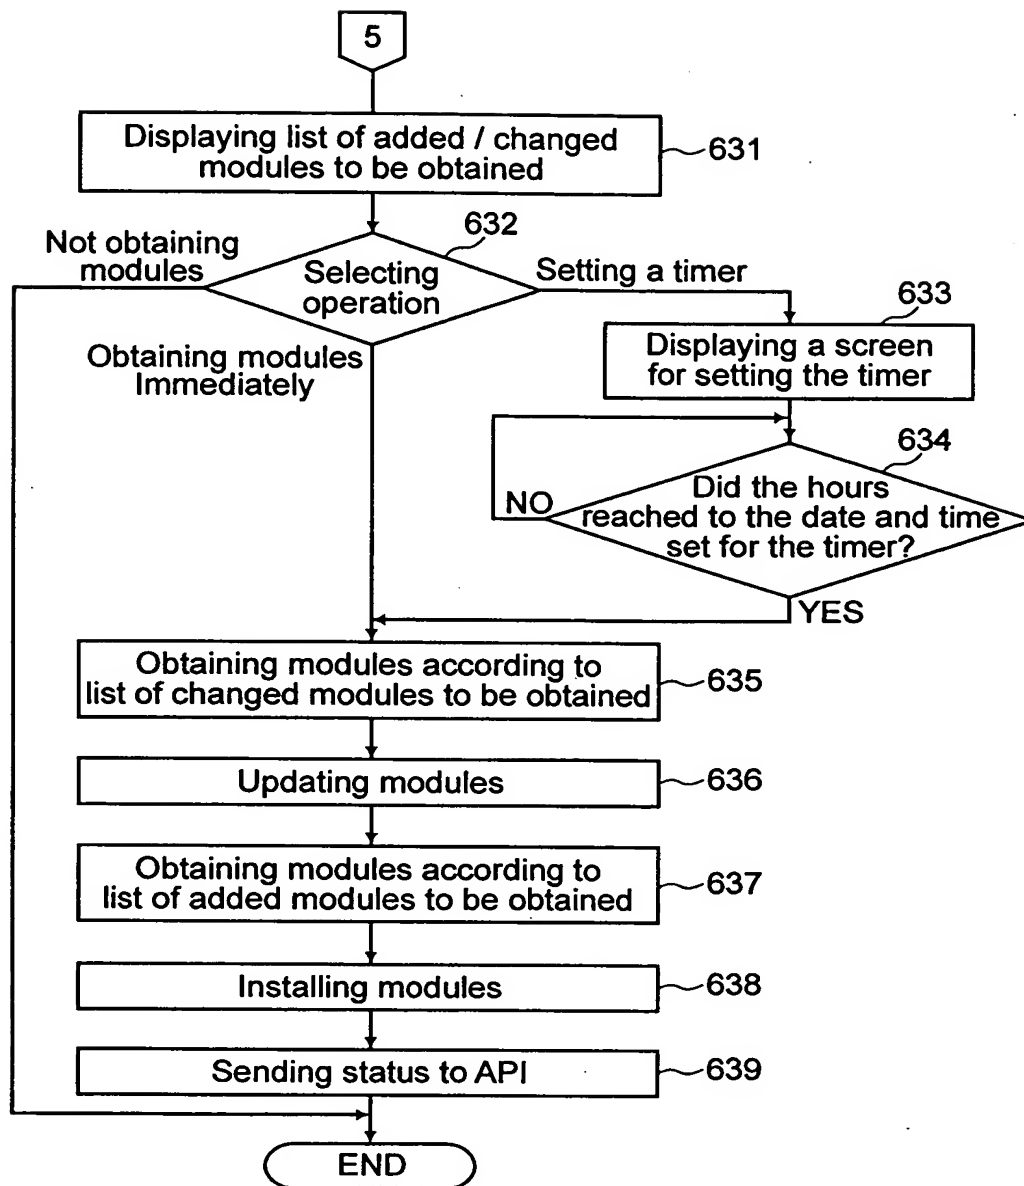 5
Displaying list of added / changed
modules to be obtained
631
632
Not obtaining
modules
Selecting
operation
Setting a timer
633
Obtaining modules
Immediately
Displaying a screen
for setting the timer
634
NO
Did the hours
reached to the date and time
set for the timer?
YES
Obtaining modules according to
list of changed modules to be obtained
635
Updating modules
636
Obtaining modules according to
list of added modules to be obtained
637
Installing modules
638
Sending status to API
639
END